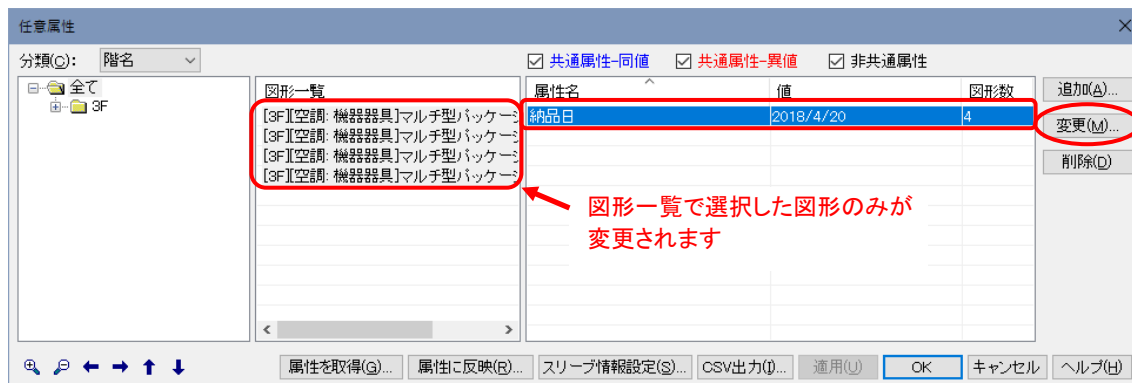 任意属性
分類(C): 階名
共通属性-同値 共通属性-異値 非共通属性
全て
3F
図形一覧
[3F][空調: 機器器具]マルチ型パッケージ
[3F][空調: 機器器具]マルチ型パッケージ
[3F][空調: 機器器具]マルチ型パッケージ
[3F][空調: 機器器具]マルチ型パッケージ
属性名 値 図形数
納品日 2018/4/20 4
追加(A)...
変更(M)...
削除(D)
図形一覧で選択した図形のみが
変更されます
属性を取得(G)... 属性に反映(R)... スリーブ情報設定(S)... CSV出力(I)... 適用(U) OK キャンセル ヘルプ(H)